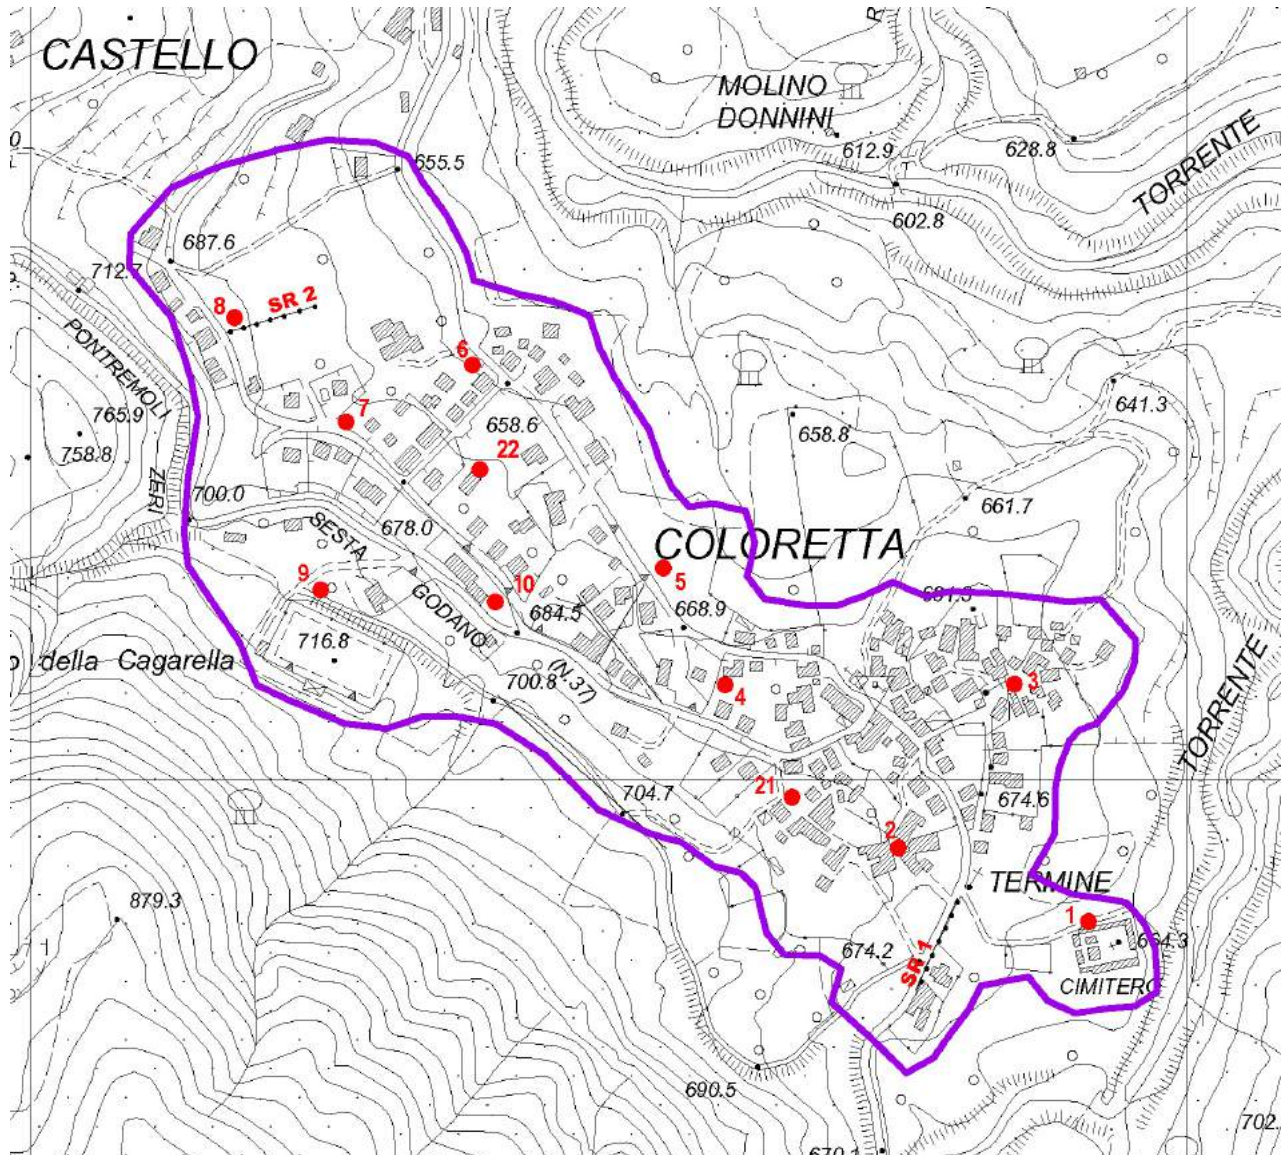 CASTELLO
MOLINO
DONNINI
612.9
628.8
TORRENTE
602.8
655.5
687.6
712.7
8
SR 2
PONTREMOLI
6
641.3
765.9
758.8
7
658.6
658.8
22
ZERI
700.0
661.7
SESTA
678.0
COLORETTA
9
GODANO
10
5
684.5
668.9
716.8
della Cagarella
(N.37)
700.8
4
3
TORRENTE
21
704.7
674.6
2
TERMINE
879.3
1
674.2
SR 1
664.3
CIMITERO
690.5
702.